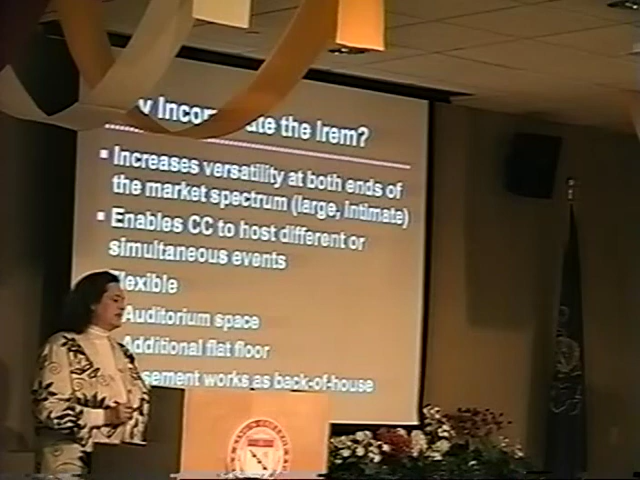 y Incor ate the Irem?
Increases versatility at both ends of
the market spectrum (large, intimate)
Enables CC to host different or
simultaneous events
lexible
Auditorium space
Additional flat floor
sement works as back-of-house